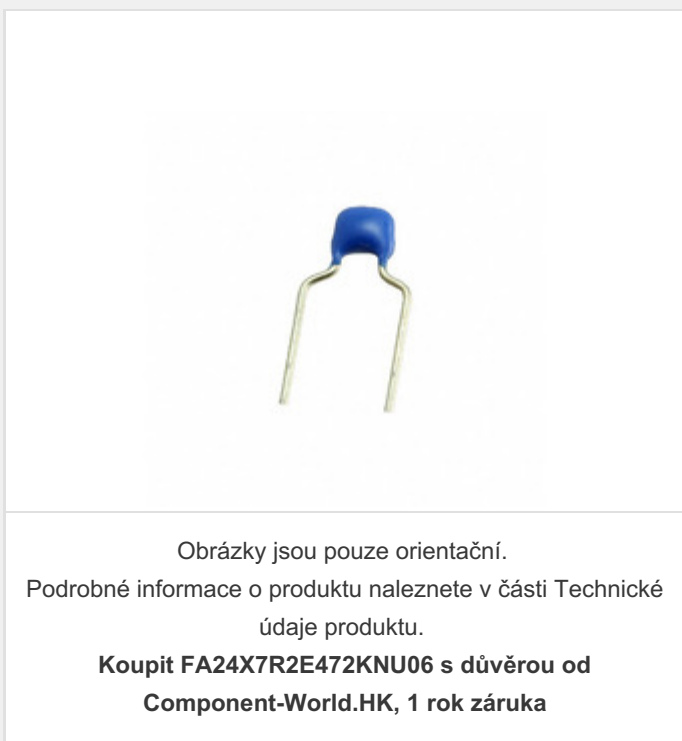 Obrázky jsou pouze orientační.
Podrobné informace o produktu naleznete v části Technické
údaje produktu.
Koupit FA24X7R2E472KNU06 s důvěrou od
Component-World.HK, 1 rok záruka